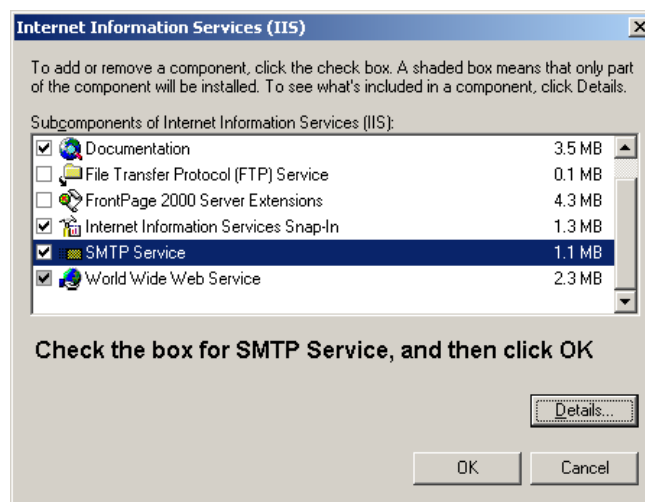 Internet Information Services (IIS)
To add or remove a component, click the check box. A shaded box means that only part
of the component will be installed. To see what's included in a component, click Details.
Subcomponents of Internet Information Services (IIS):
Documentation 3.5 MB
File Transfer Protocol (FTP) Service 0.1 MB
FrontPage 2000 Server Extensions 4.3 MB
Internet Information Services Snap-In 1.3 MB
SMTP Service 1.1 MB
World Wide Web Service 2.3 MB
Check the box for SMTP Service, and then click OK
Details...
OK Cancel